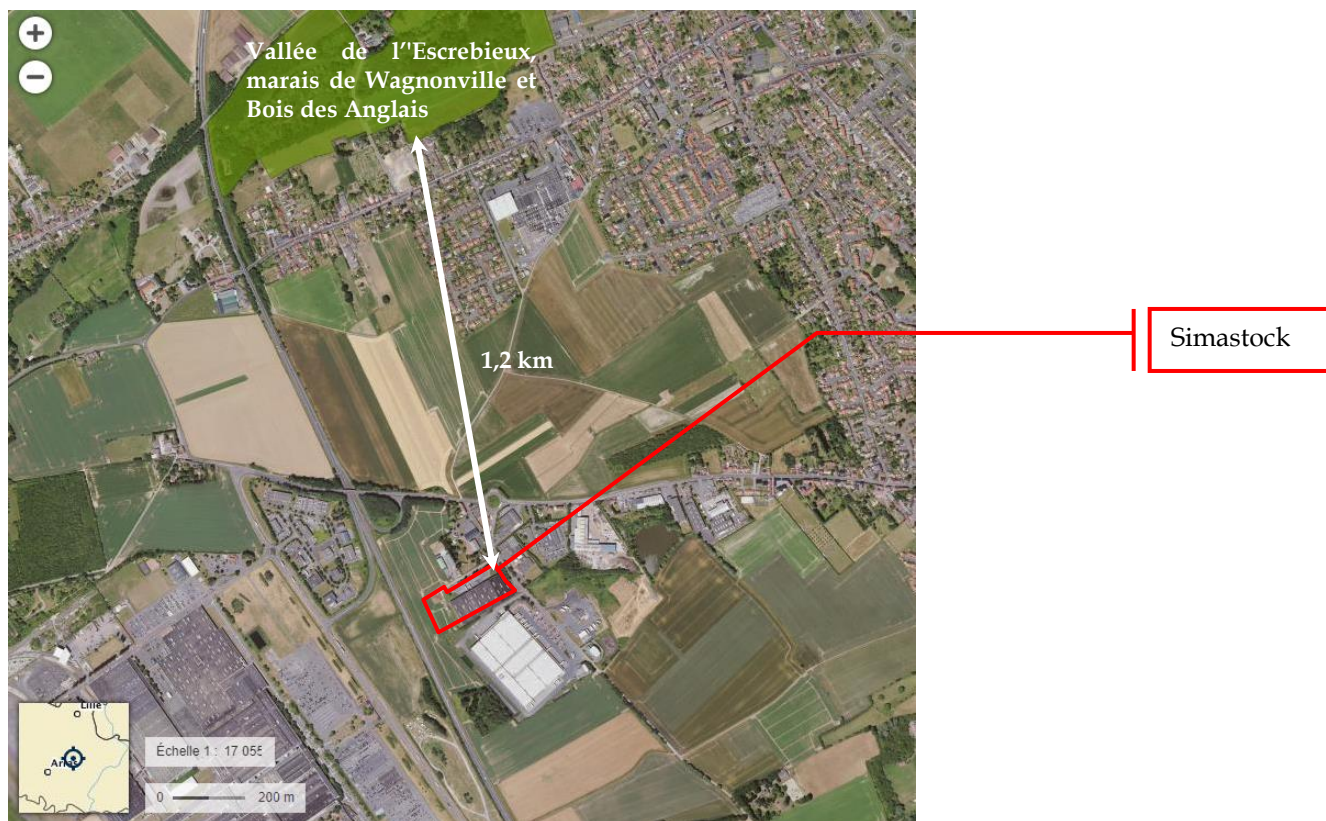 +
−
Vallée de l’'Escrebieux,
marais de Wagnonville et
Bois des Anglais
1,2 km
Simastock
Lille
Échelle 1 : 17 055
0 200 m